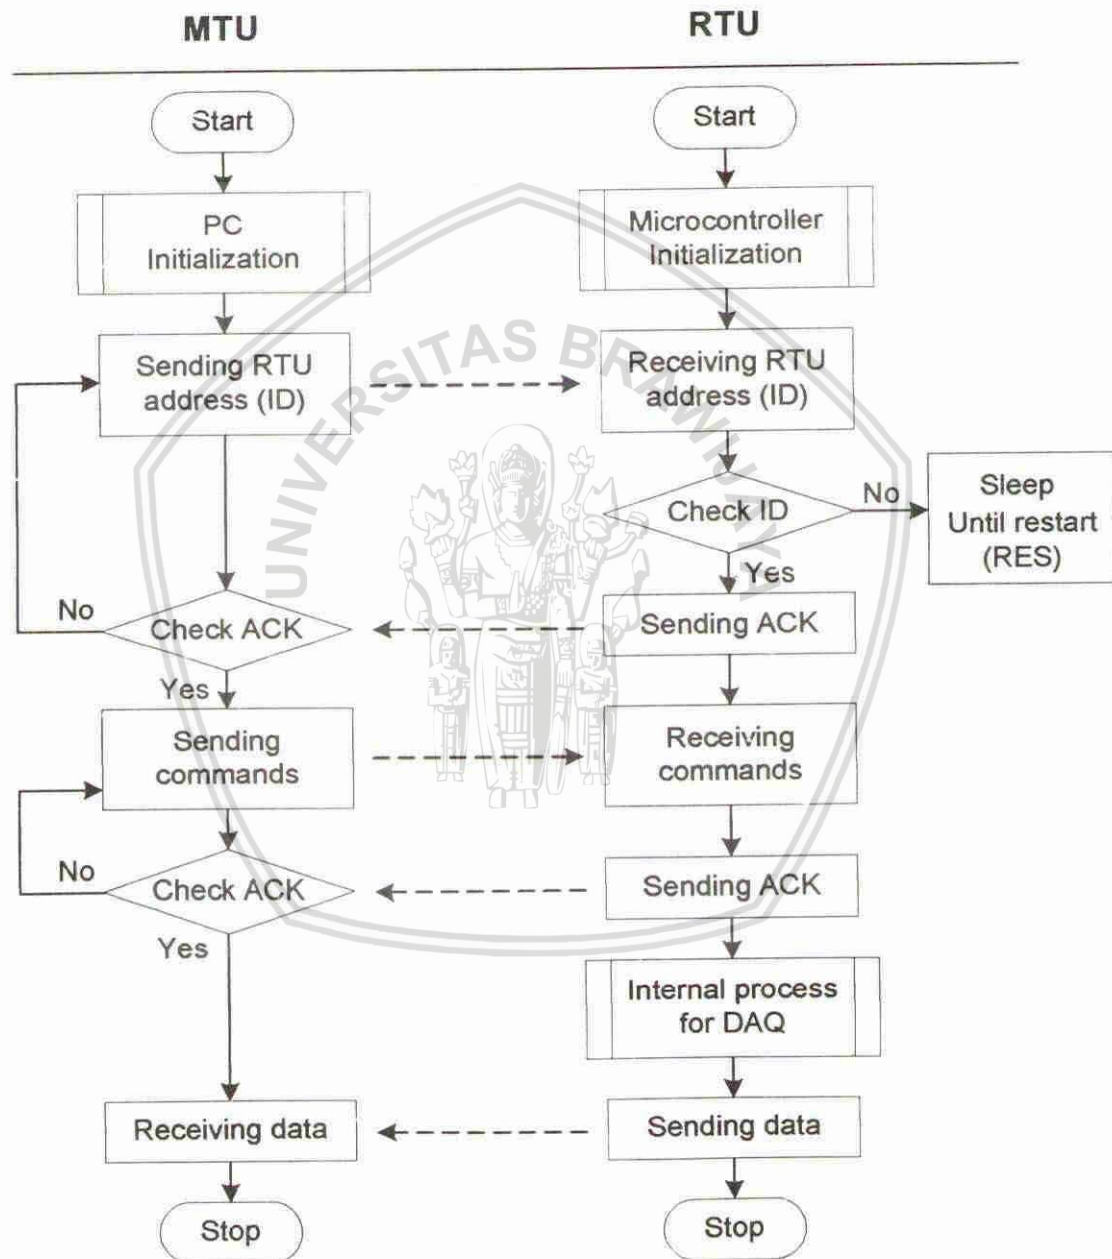 MTU
RTU
Start
Start
PC
Initialization
Microcontroller
Initialization
Sending RTU
address (ID)
Receiving RTU
address (ID)
Check ID
No
Sleep
Until restart
(RES)
Yes
No
Check ACK
Sending ACK
Yes
Sending
commands
Receiving
commands
No
Check ACK
Sending ACK
Yes
Internal process
for DAQ
Receiving data
Sending data
Stop
Stop
UNIVERSITAS BRAWIJAYA